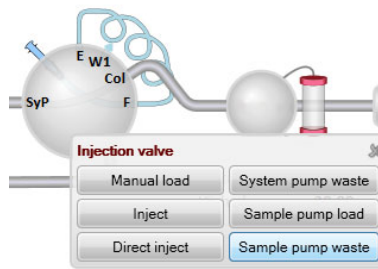 E
W1
Col
SyP
F
Injection valve
Manual load System pump waste
Inject Sample pump load
Direct inject Sample pump waste